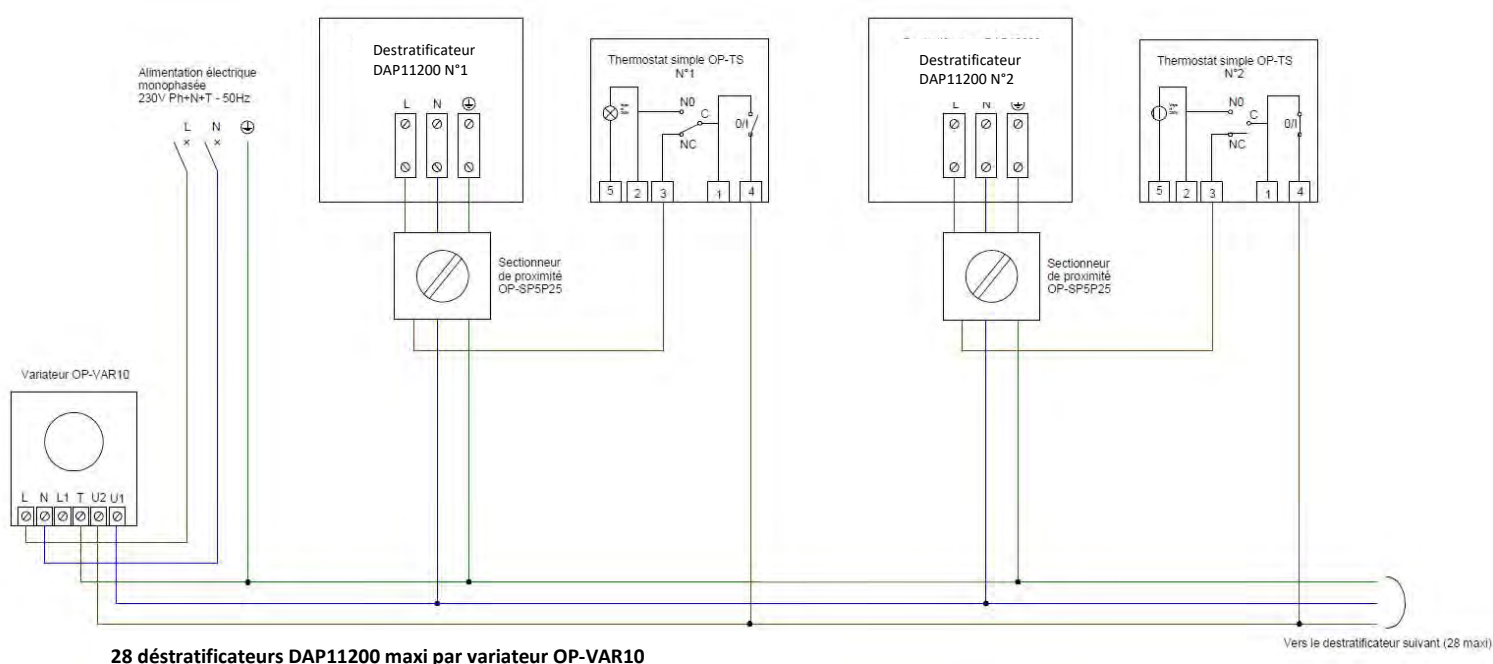 Alimentation électrique
monophasée
230V Ph+N+T - 50Hz
L N
Destratificateur
DAP11200 N°1
L N
Thermostat simple OP-TS
N°1
N0
C
0/I
NC
5 2 3 1 4
Sectionneur
de proximité
OP-SP5P25
Destratificateur
DAP11200 N°2
L N
Thermostat simple OP-TS
N°2
N0
C
0/I
NC
5 2 3 1 4
Sectionneur
de proximité
OP-SP5P25
Variateur OP-VAR10
L N L1 T U2 U1
Vers le destratificateur suivant (28 maxi)
28 déstratificateurs DAP11200 maxi par variateur OP-VAR10